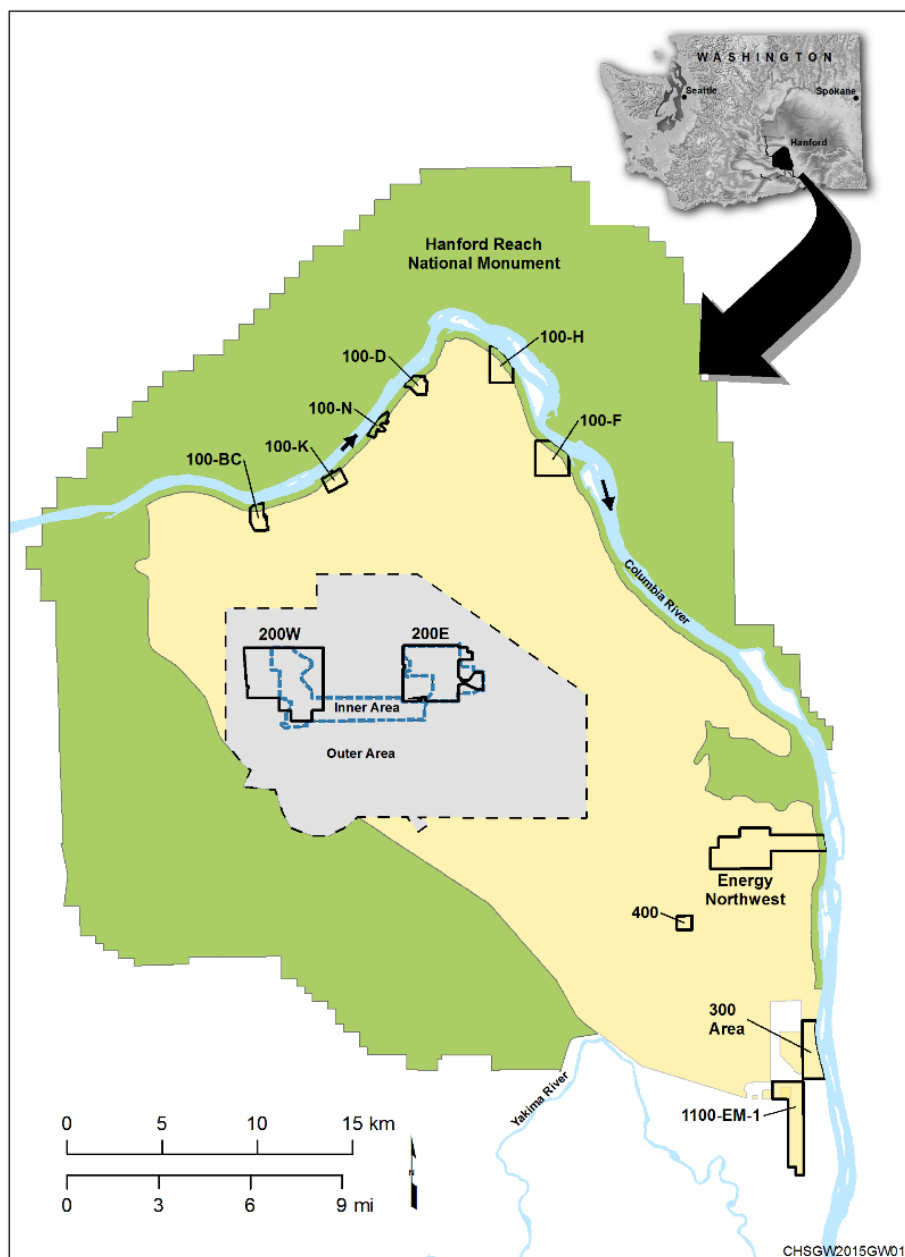 WASHINGTON
Seattle
Spokane
Hanford
Hanford Reach
National Monument
100-H
100-D
100-N
100-F
100-K
100-BC
Columbia River
200W
200E
Inner Area
Outer Area
Energy
Northwest
400
300
Area
Yakima River
1100-EM-1
0 5 10 15 km
0 3 6 9 mi
N
CHSGW2015GW01